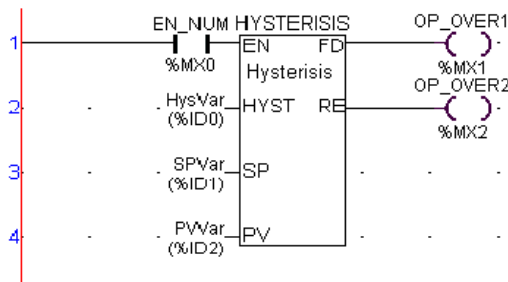 EN_NUM HYSTERISIS OP_OVER1
1 EN FD
%MX0 Hysterisis %MX1
OP_OVER2
2 HysVar HYST RE
(%ID0) %MX2
3 SPVar SP
(%ID1)
4 PVVar PV
(%ID2)